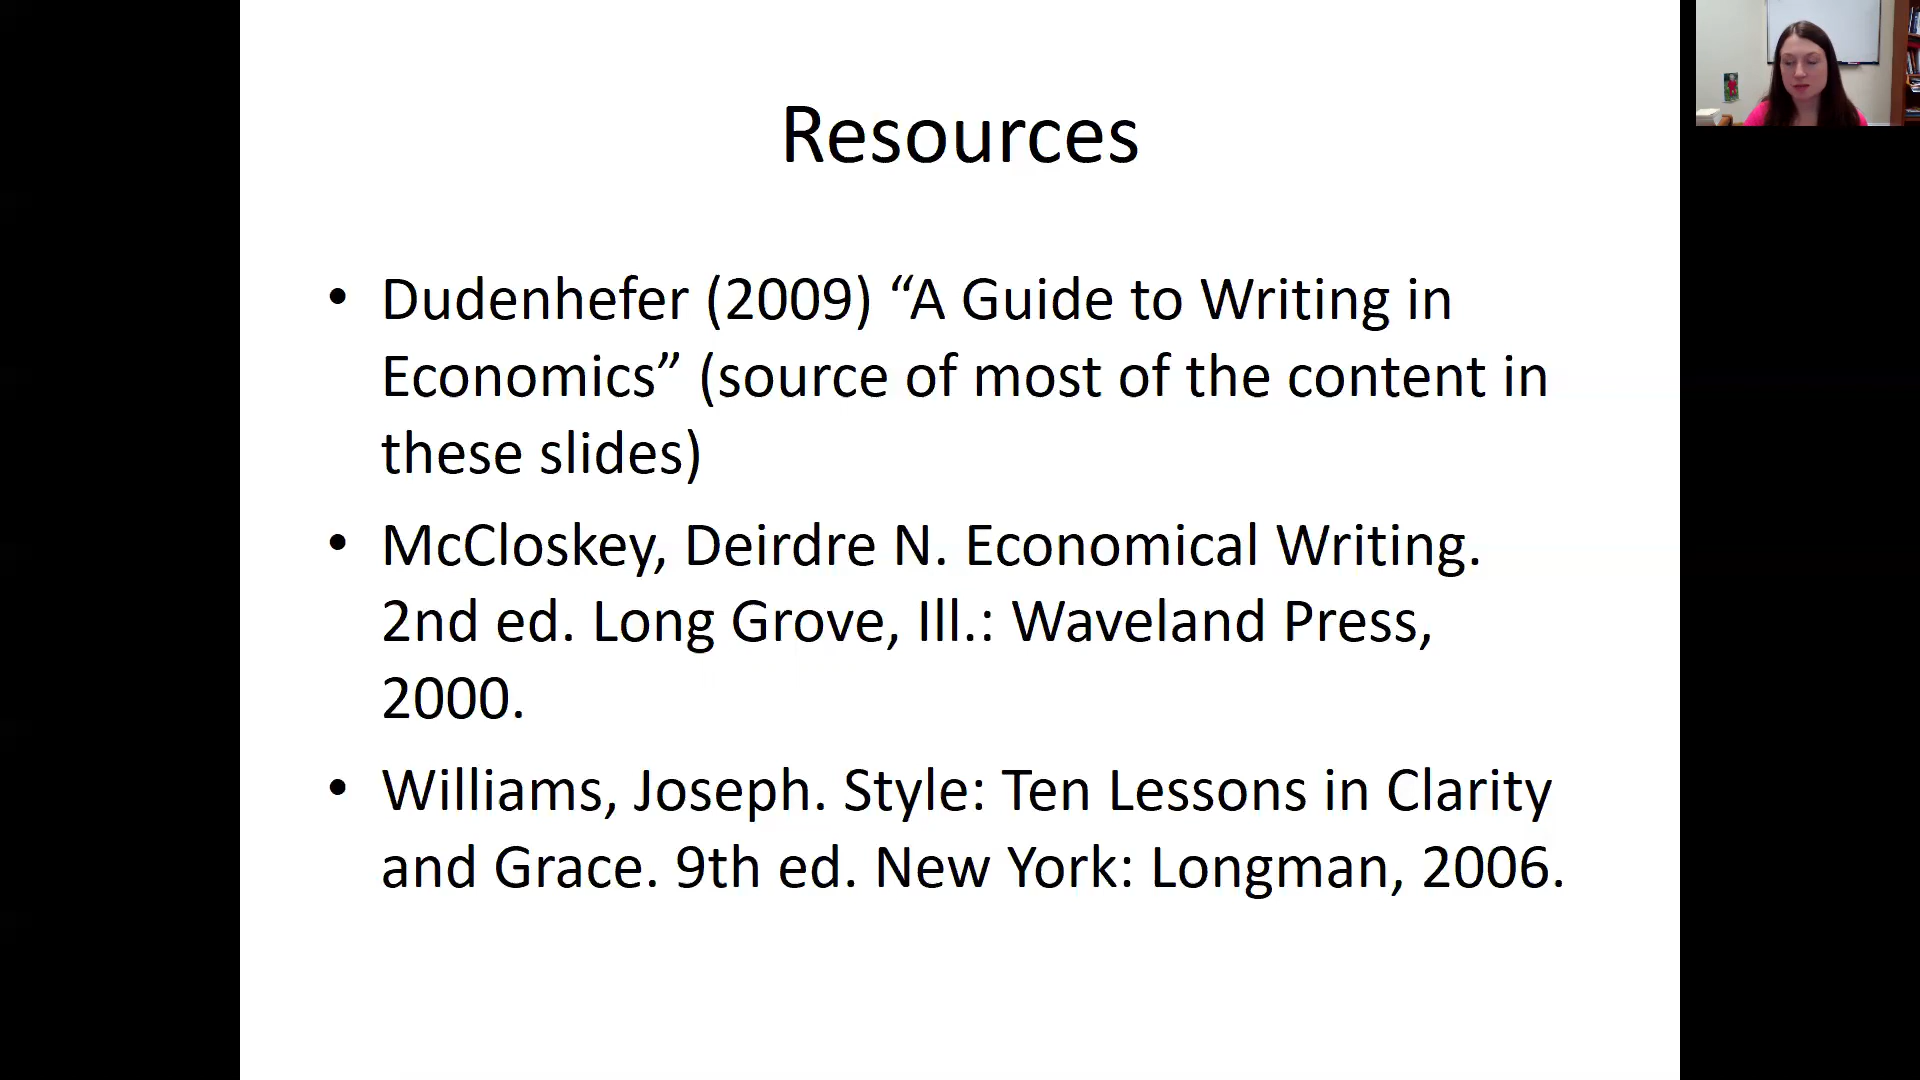 Resources
• Dudenhefer (2009) “A Guide to Writing in
Economics” (source of most of the content in
these slides)
• McCloskey, Deirdre N. Economical Writing.
2nd ed. Long Grove, Ill.: Waveland Press,
2000.
• Williams, Joseph. Style: Ten Lessons in Clarity
and Grace. 9th ed. New York: Longman, 2006.